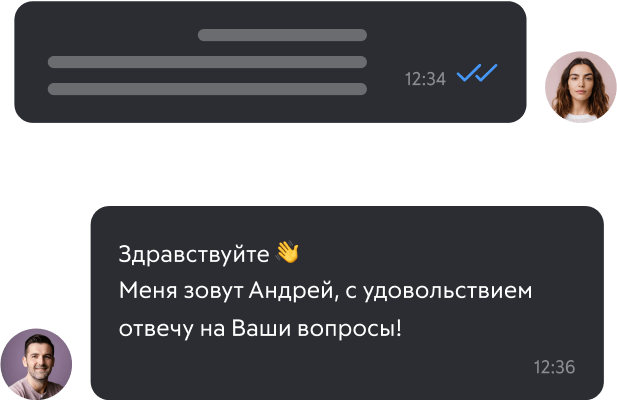 12:34
Здравствуйте 👋
Меня зовут Андрей, с удовольствием
отвечу на Ваши вопросы!
12:36